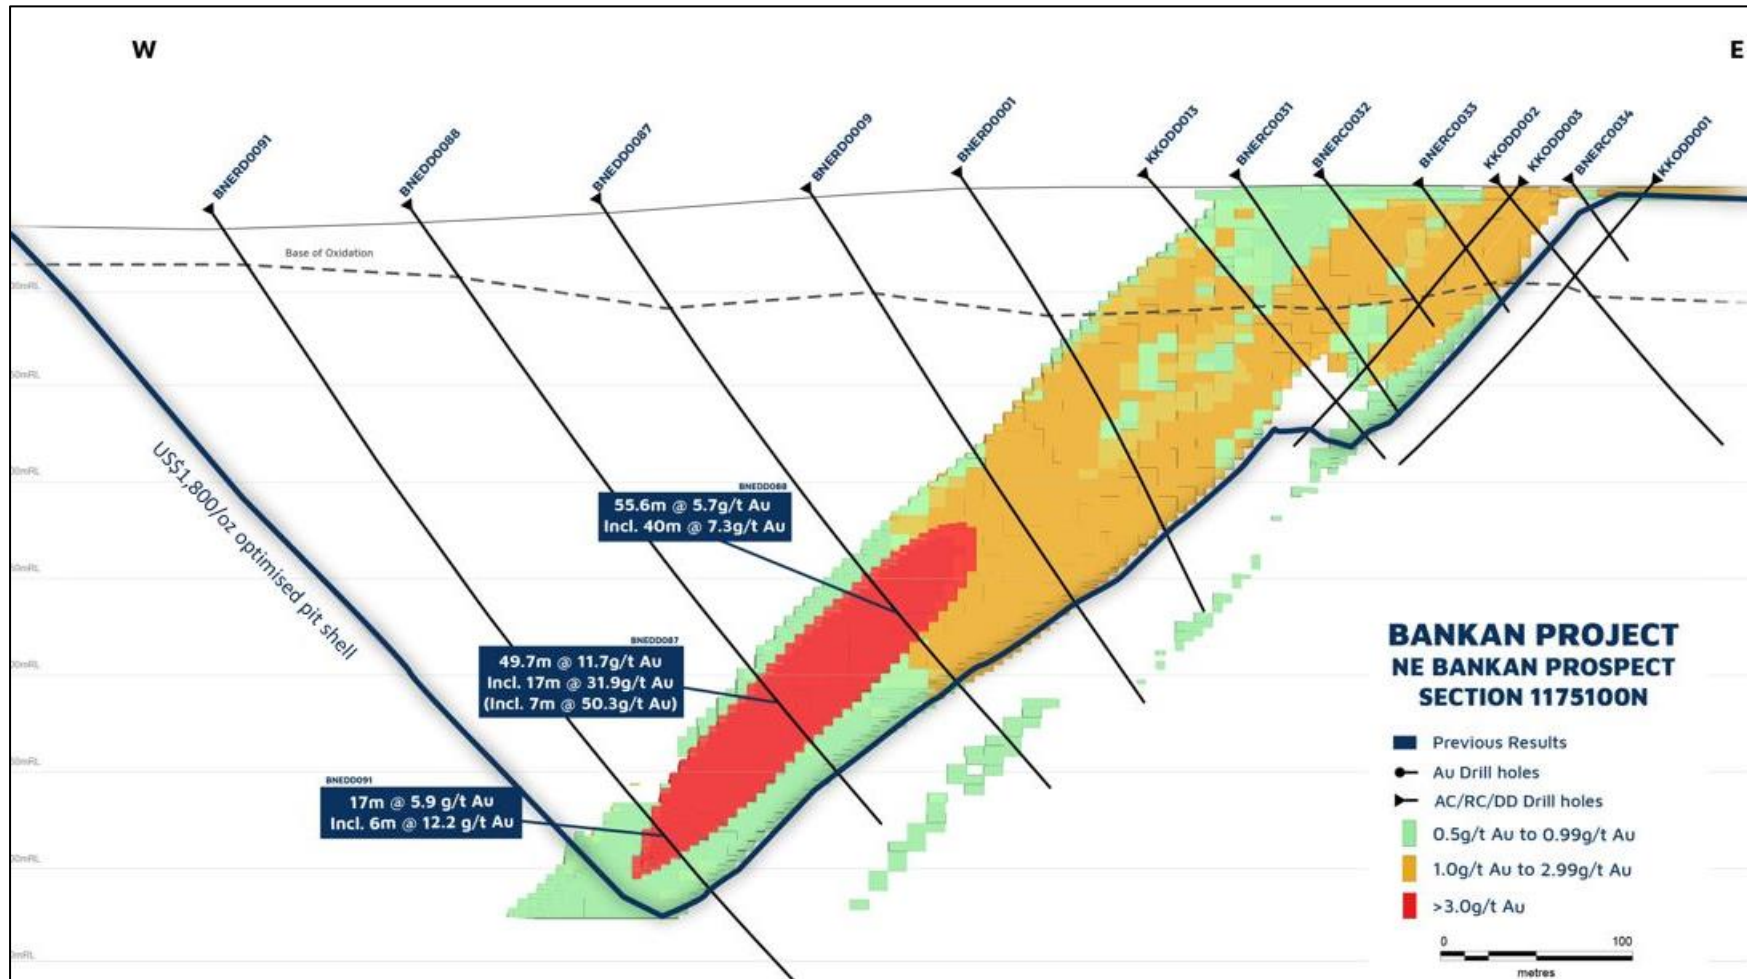 W
E
BNERD0091
BNEDD0088
BNEDD0087
BNERD0009
BNERD0001
KKODD013
BNERC0031
BNERC0032
BNERC0033
KKODD002
KKODD003
BNERC0034
KKODD001
Base of Oxidation
US$1,800/oz optimised pit shell
BNEDD088
55.6m @ 5.7g/t Au
Incl. 40m @ 7.3g/t Au
BNEDD087
49.7m @ 11.7g/t Au
Incl. 17m @ 31.9g/t Au
(Incl. 7m @ 50.3g/t Au)
BNEDD091
17m @ 5.9 g/t Au
Incl. 6m @ 12.2 g/t Au
BANKAN PROJECT
NE BANKAN PROSPECT
SECTION 1175100N
Previous Results
Au Drill holes
AC/RC/DD Drill holes
0.5g/t Au to 0.99g/t Au
1.0g/t Au to 2.99g/t Au
>3.0g/t Au
0 100
metres